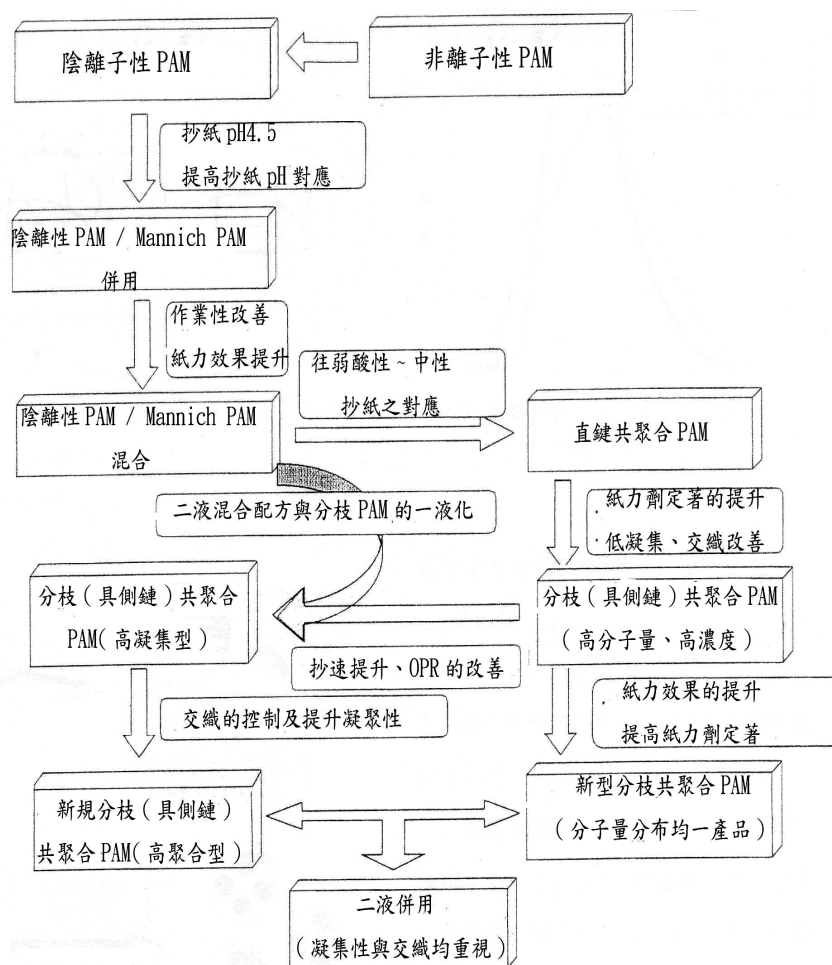 陰離子性 PAM
非離子性 PAM
抄紙 pH4.5
提高抄紙 pH 對應
陰離性 PAM / Mannich PAM
併用
作業性改善
紙力效果提升
往弱酸性~中性
抄紙之對應
陰離性 PAM / Mannich PAM
混合
直鍵共聚合 PAM
二液混合配方與分枝 PAM 的一液化
紙力劑定著的提升
低凝集、交織改善
分枝(具側鏈)共聚合
PAM(高凝集型)
分枝(具側鏈)共聚合 PAM
(高分子量、高濃度)
抄速提升、OPR 的改善
交織的控制及提升凝聚性
紙力效果的提升
提高紙力劑定著
新規分枝(具側鏈)
共聚合 PAM(高聚合型)
新型分枝共聚合 PAM
(分子量分布均一產品)
二液併用
(凝集性與交織均重視)